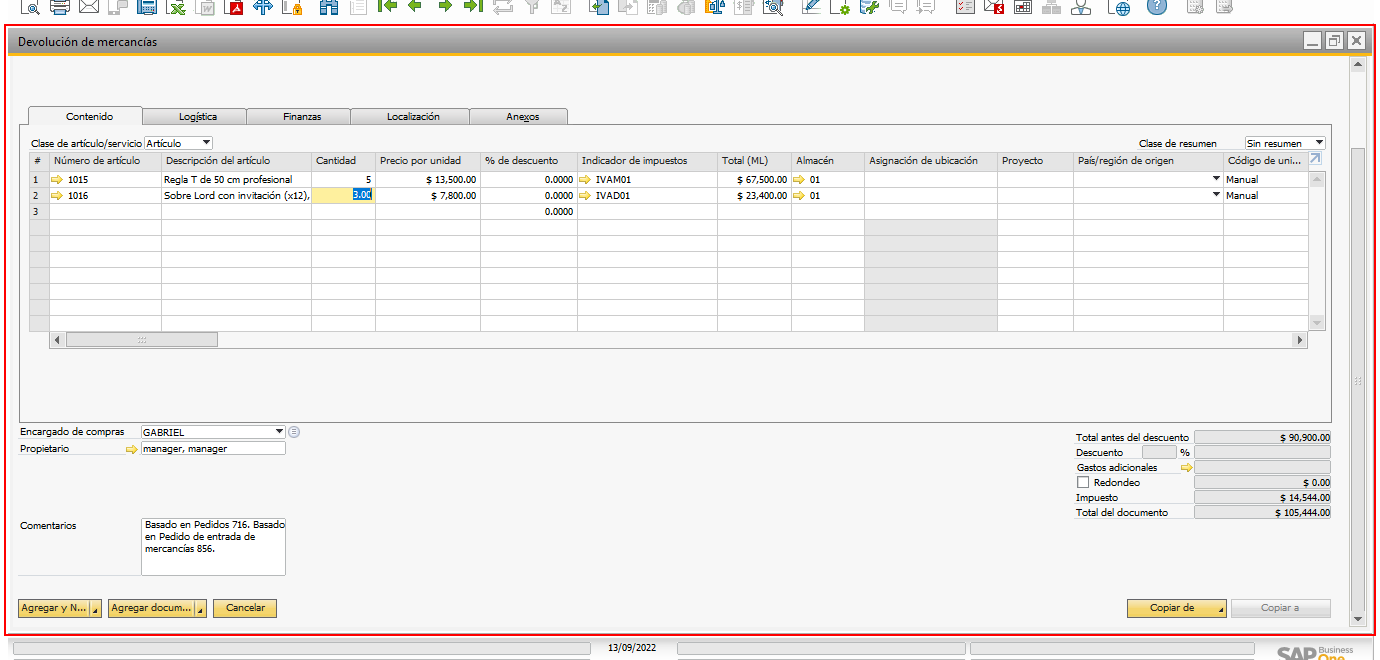 Devolución de mercancías
Contenido Logística Finanzas Localización Anexos
Clase de artículo/servicio Artículo Clase de resumen Sin resumen
# Número de artículo Descripción del artículo Cantidad Precio por unidad % de descuento Indicador de impuestos Total (ML) Almacén Asignación de ubicación Proyecto País/región de origen Código de uni...
1 1015 Regla T de 50 cm profesional 5 $ 13,500.00 0.0000 IVAM01 $ 67,500.00 01 Manual
2 1016 Sobre Lord con invitación (x12), 3.00 $ 7,800.00 0.0000 IVAD01 $ 23,400.00 01 Manual
3 0.0000
Encargado de compras GABRIEL
Propietario manager, manager
Total antes del descuento $ 90,900.00
Descuento %
Gastos adicionales
Redondeo $ 0.00
Impuesto $ 14,544.00
Total del documento $ 105,444.00
Comentarios Basado en Pedidos 716. Basado
en Pedido de entrada de
mercancías 856.
Agregar y N... Agregar docum... Cancelar Copiar de Copiar a
13/09/2022
SAP Business
One